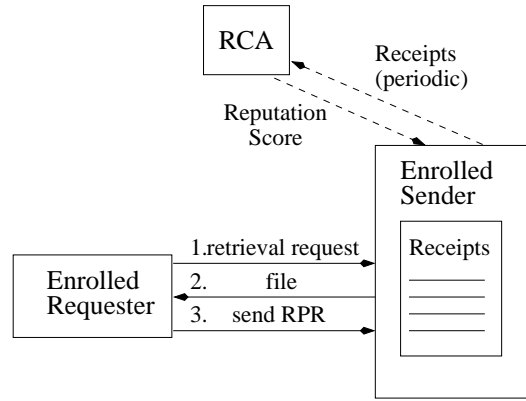 RCA
Receipts
(periodic)
Reputation
Score
Enrolled
Sender
Receipts
Enrolled
Requester
1.retrieval request
2. file
3. send RPR